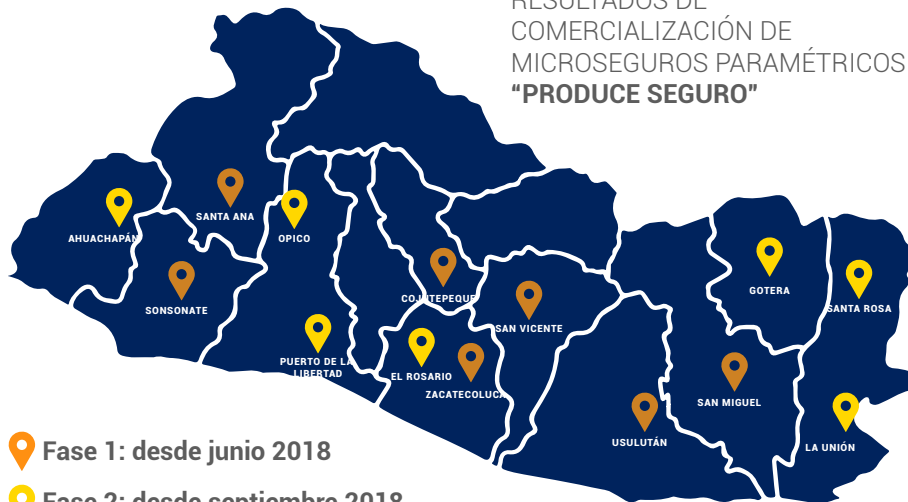 RESULTADOS DE
COMERCIALIZACIÓN DE
MICROSEGUROS PARAMÉTRICOS
“PRODUCE SEGURO”
SANTA ANA
AHUACHAPÁN
OPICO
SONSONATE
COJUTEPEQUE
GOTERA
SANTA ROSA
SAN VICENTE
PUERTO DE LA
LIBERTAD
EL ROSARIO
ZACATECOLUCA
SAN MIGUEL
USULUTÁN
LA UNIÓN
Fase 1: desde junio 2018
Fase 2: desde septiembre 2018